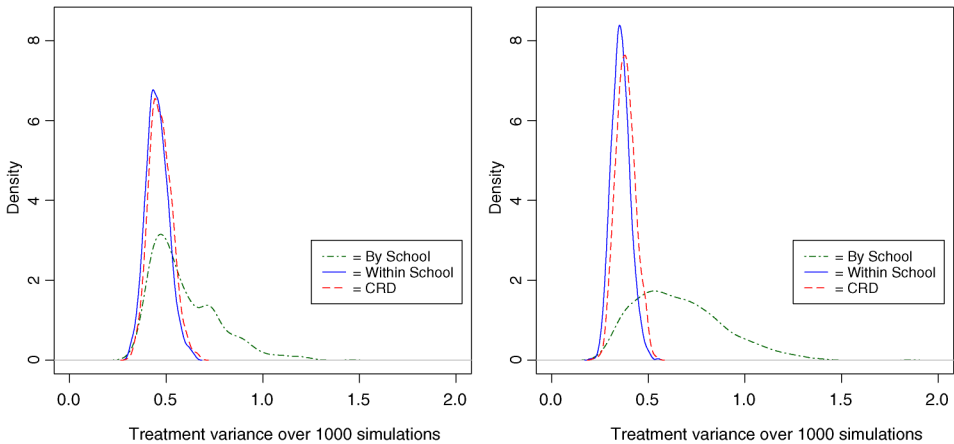 Density
8
6
4
2
0
= By School
= Within School
= CRD
0.0 0.5 1.0 1.5 2.0
Treatment variance over 1000 simulations
Density
8
6
4
2
0
= By School
= Within School
= CRD
0.0 0.5 1.0 1.5 2.0
Treatment variance over 1000 simulations